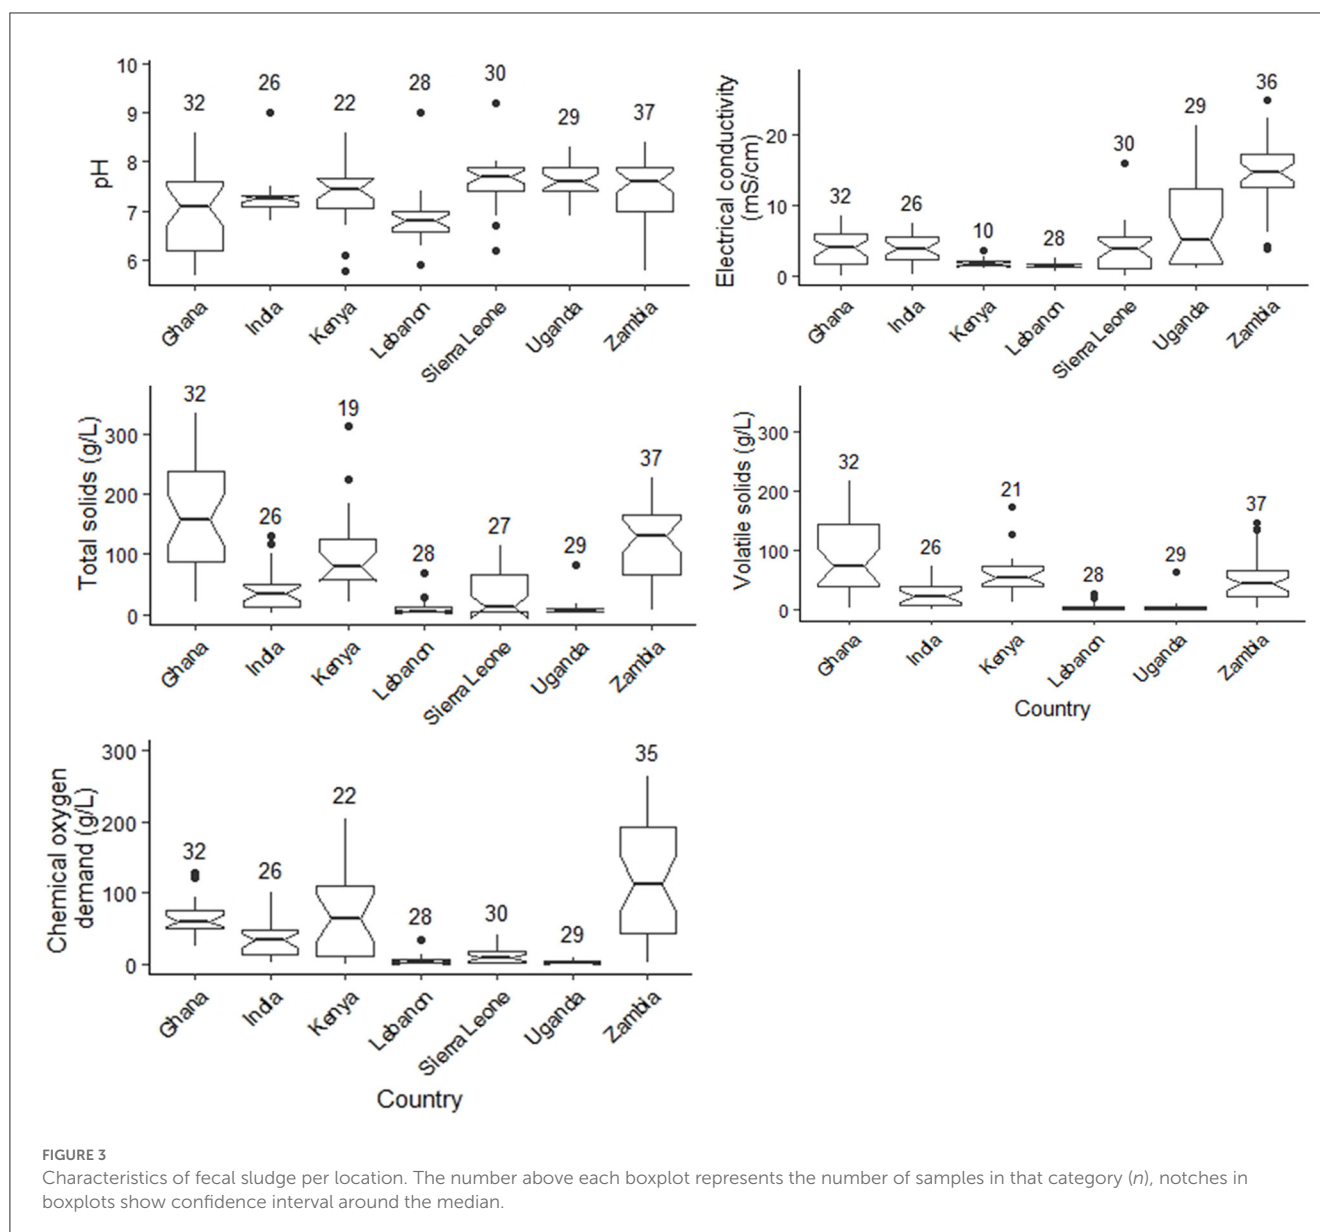 10
9
8
7
6
pH
32
26
22
28
30
29
37
Ghana
India
Kenya
Lebanon
Sierra Leone
Uganda
Zambia
Electrical conductivity
(mS/cm)
20
10
0
32
26
10
28
30
29
36
Ghana
India
Kenya
Lebanon
Sierra Leone
Uganda
Zambia
Total solids (g/L)
300
200
100
0
32
26
19
28
27
29
37
Ghana
India
Kenya
Lebanon
Sierra Leone
Uganda
Zambia
Volatile solids (g/L)
300
200
100
0
32
26
21
28
29
37
Ghana
India
Kenya
Lebanon
Uganda
Zambia
Country
Chemical oxygen
demand (g/L)
300
200
100
0
32
26
22
28
30
29
35
Ghana
India
Kenya
Lebanon
Sierra Leone
Uganda
Zambia
Country
FIGURE 3
Characteristics of fecal sludge per location. The number above each boxplot represents the number of samples in that category (n), notches in
boxplots show confidence interval around the median.